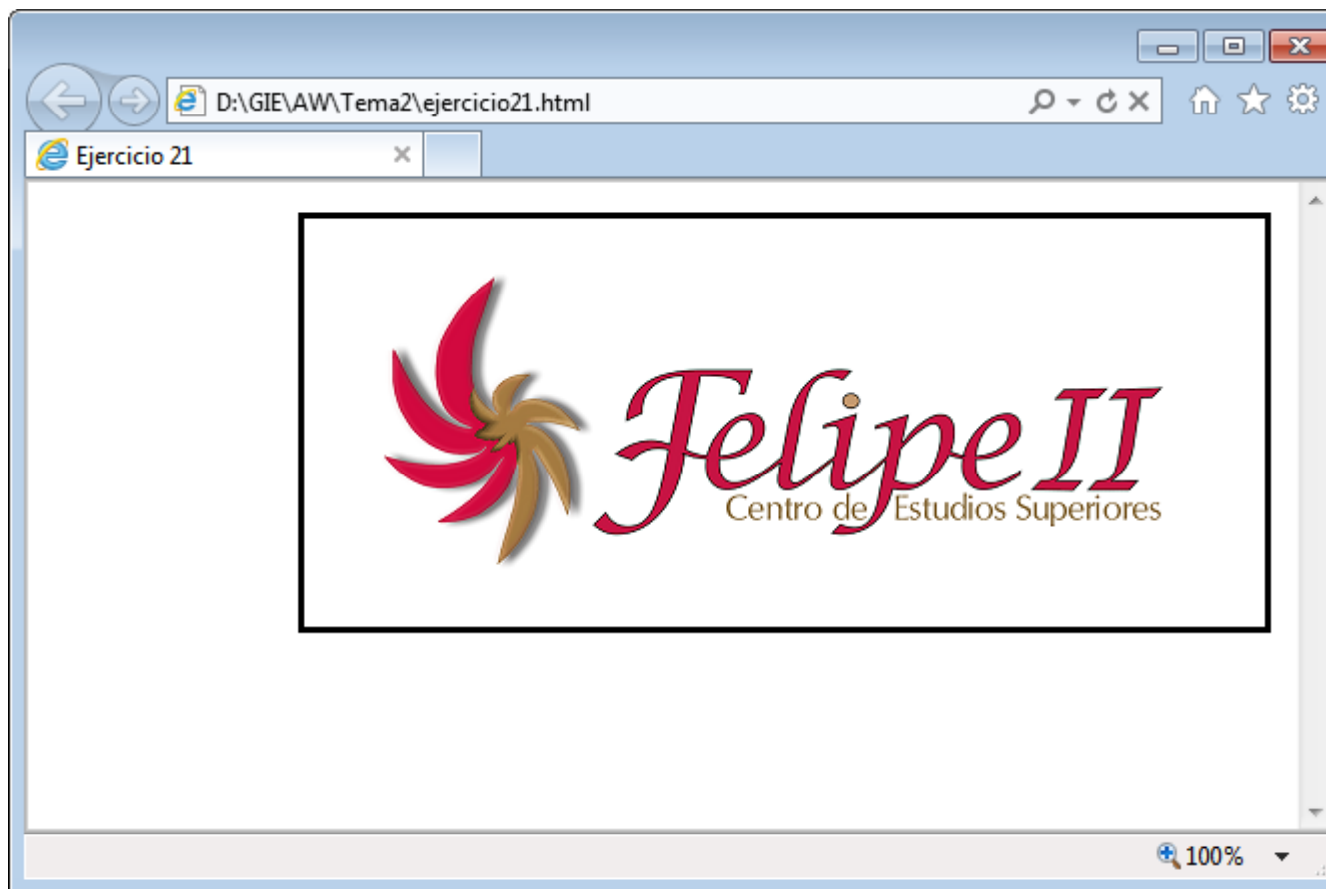 D:\GIE\AW\Tema2\ejercicio21.html
Ejercicio 21
Felipe II
Centro de Estudios Superiores
100%